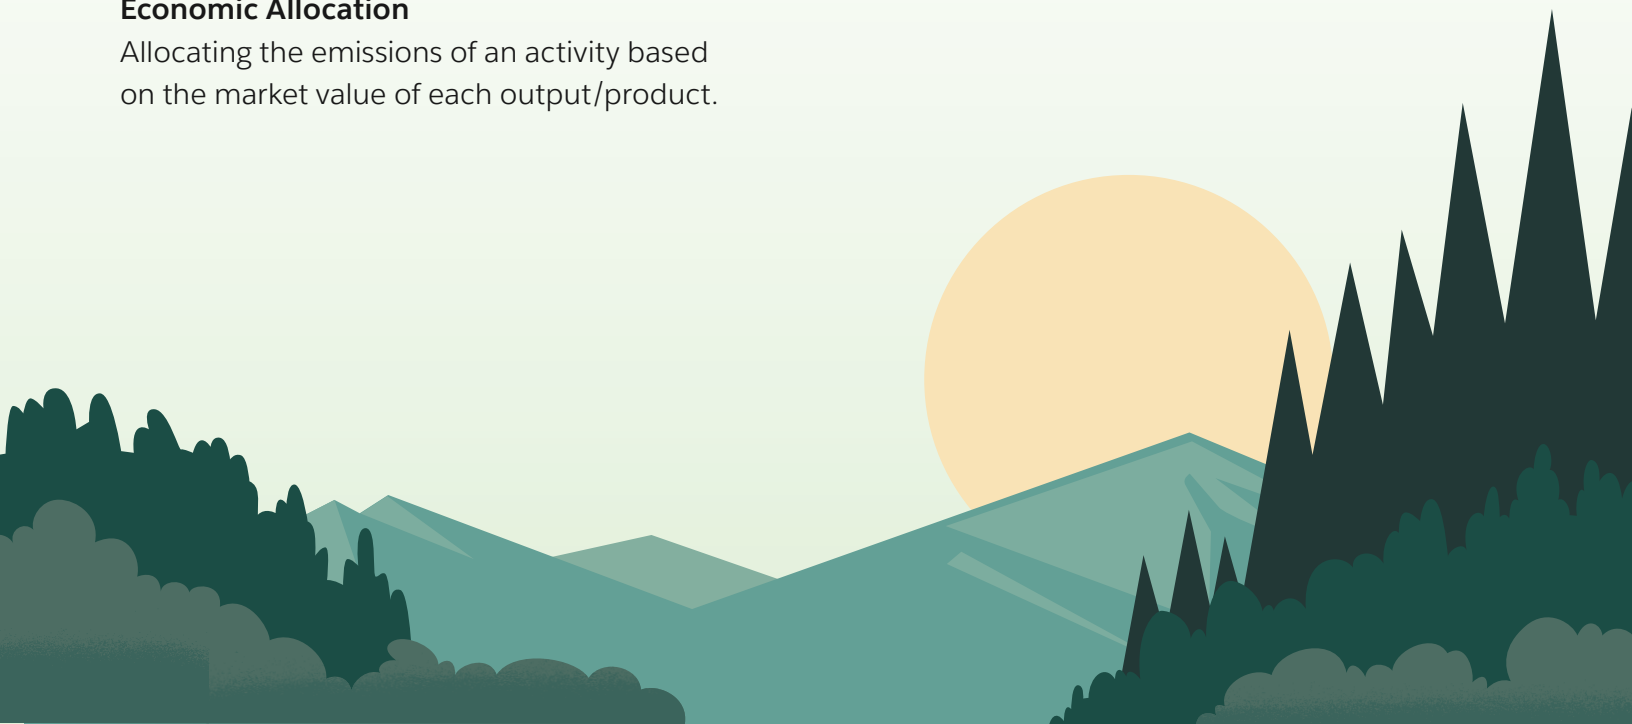 Economic Allocation
Allocating the emissions of an activity based
on the market value of each output/product.